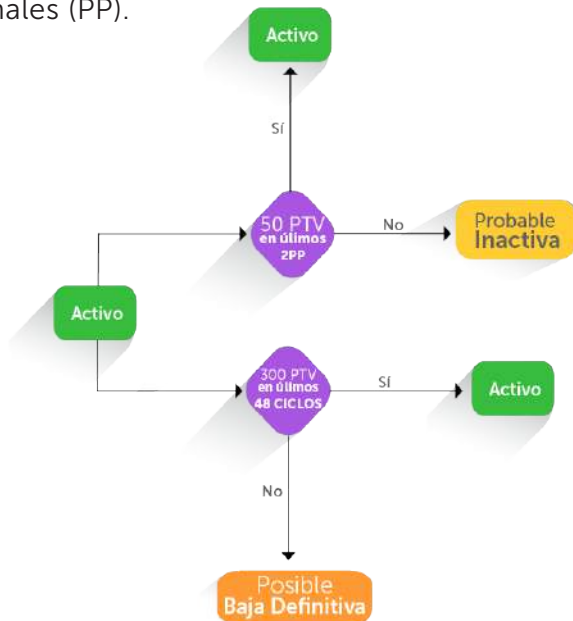 nales (PP).
Activo
Sí
50 PTV
en úlimos
2PP
No
Probable
Inactiva
Activo
300 PTV
en úlimos
48 CICLOS
Sí
Activo
No
Posible
Baja Definitiva